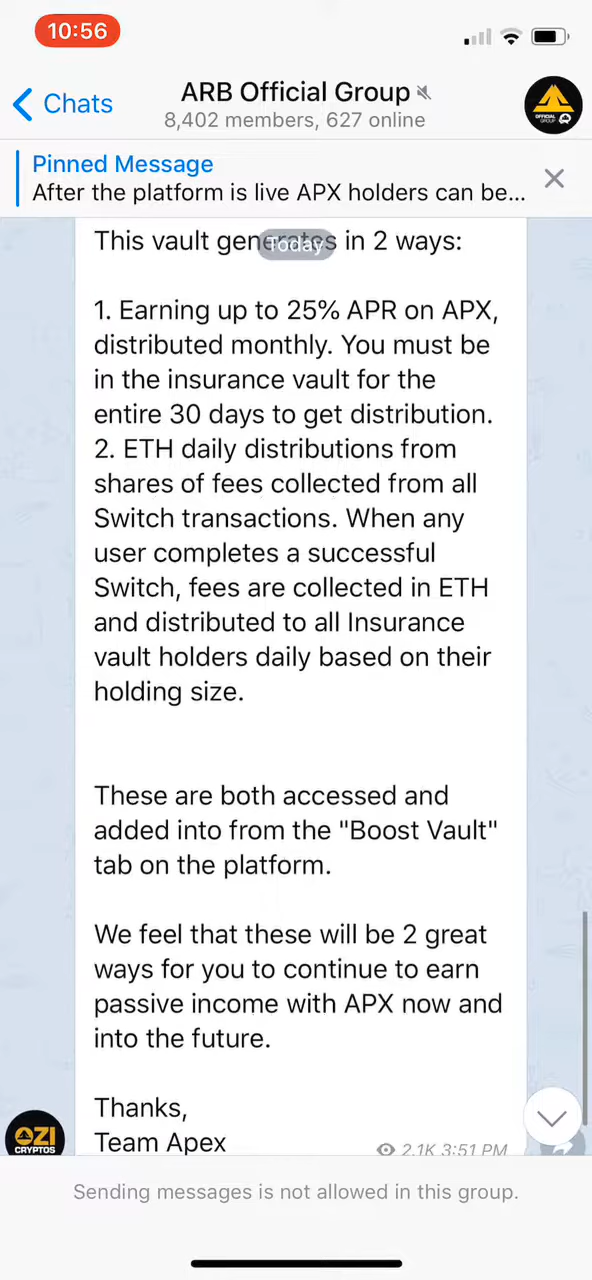 10:56
Chats
ARB Official Group
8,402 members, 627 online
OFFICIAL
GROUP
Pinned Message
After the platform is live APX holders can be...
Today
This vault generates in 2 ways:
1. Earning up to 25% APR on APX,
distributed monthly. You must be
in the insurance vault for the
entire 30 days to get distribution.
2. ETH daily distributions from
shares of fees collected from all
Switch transactions. When any
user completes a successful
Switch, fees are collected in ETH
and distributed to all Insurance
vault holders daily based on their
holding size.
These are both accessed and
added into from the "Boost Vault"
tab on the platform.
We feel that these will be 2 great
ways for you to continue to earn
passive income with APX now and
into the future.
Thanks,
Team Apex
2.1K 3:51 PM
OZI
CRYPTOS
Sending messages is not allowed in this group.